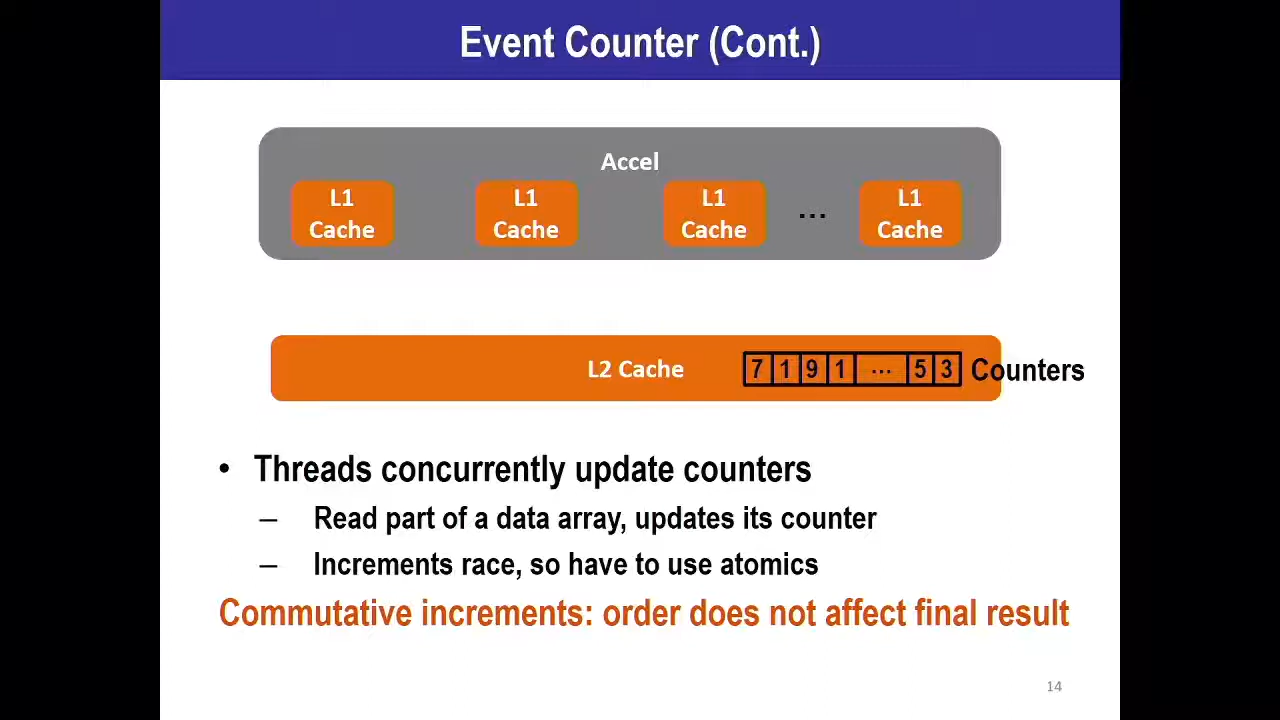 Event Counter (Cont.)
Accel
L1 Cache
L1 Cache
L1 Cache
...
L1 Cache
L2 Cache
7 1 9 1 ... 5 3 Counters
• Threads concurrently update counters
– Read part of a data array, updates its counter
– Increments race, so have to use atomics
Commutative increments: order does not affect final result
14